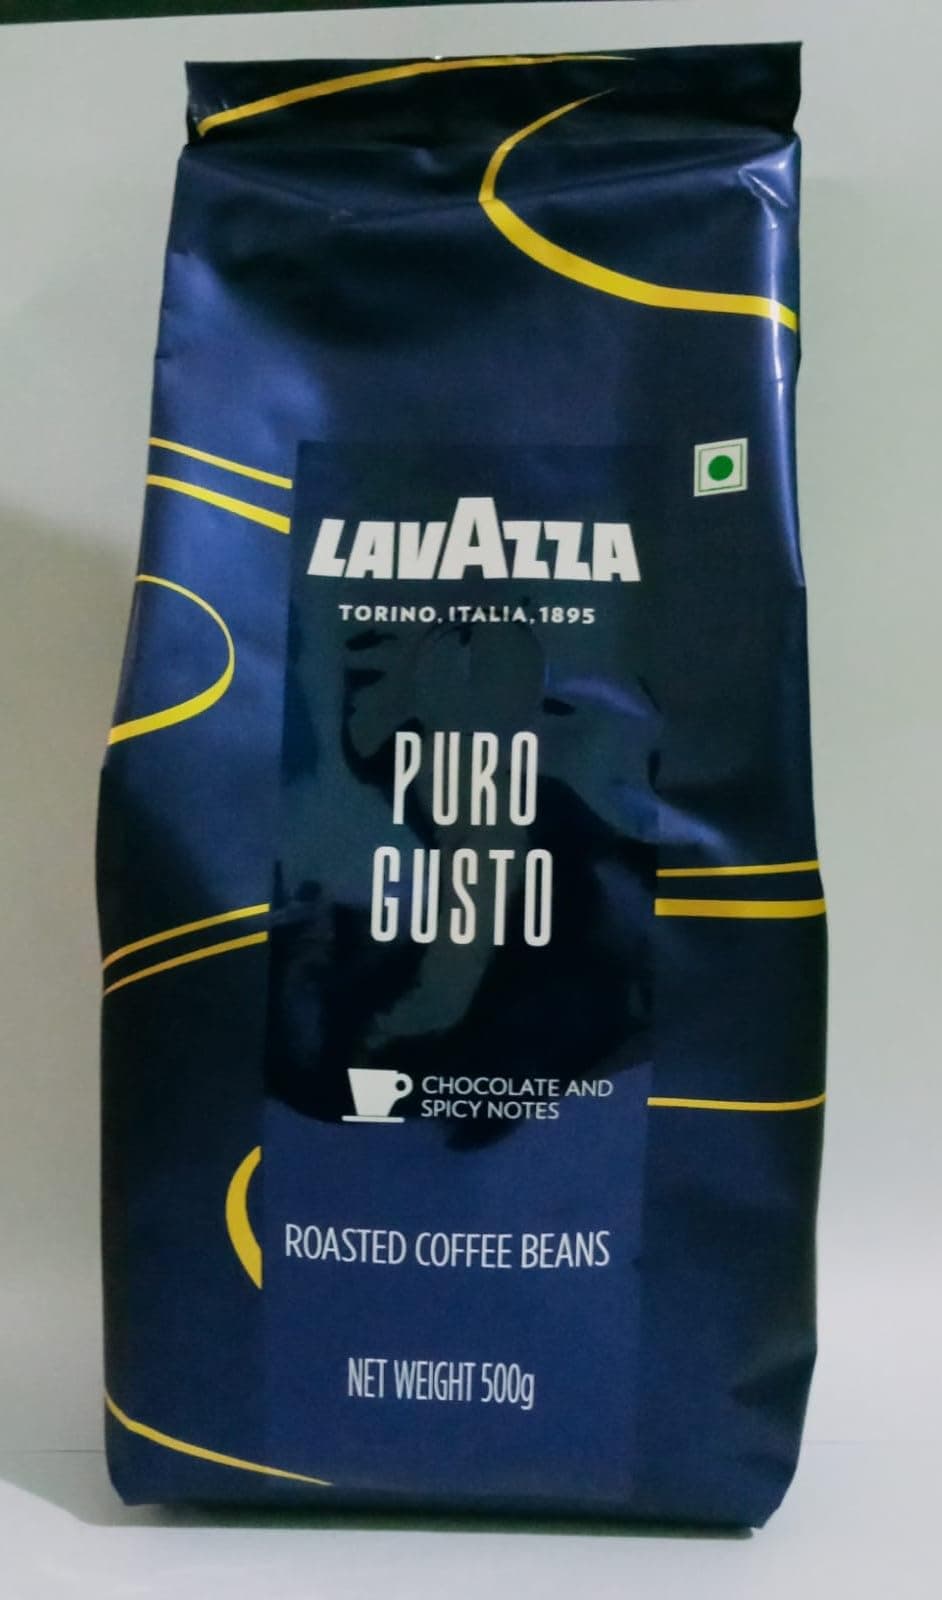 LAVAZZA
TORINO, ITALIA, 1895
PURO
GUSTO
CHOCOLATE AND
SPICY NOTES
ROASTED COFFEE BEANS
NET WEIGHT 500g